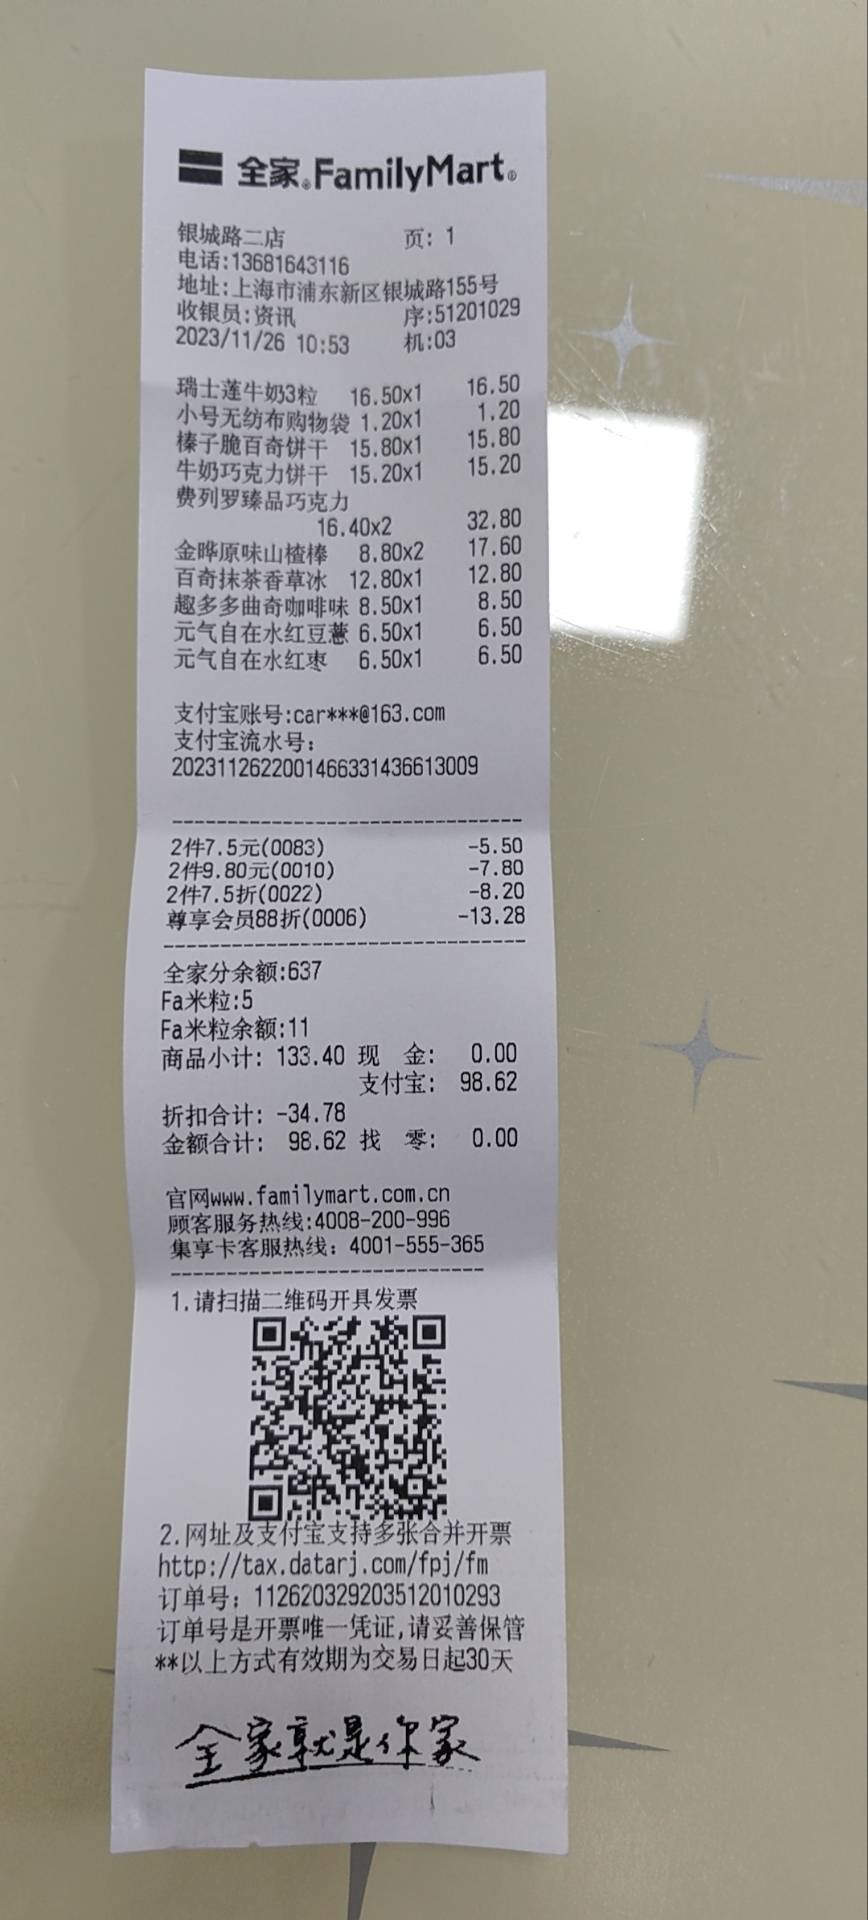 全家 FamilyMart
银城路二店 页: 1
电话:13681643116
地址:上海市浦东新区银城路155号
收银员:资讯 序:51201029
2023/11/26 10:53 机:03
瑞士莲牛奶3粒 16.50x1 16.50
小号无纺布购物袋 1.20x1 1.20
榛子脆百奇饼干 15.80x1 15.80
牛奶巧克力饼干 15.20x1 15.20
费列罗臻品巧克力
16.40x2 32.80
金晔原味山楂棒 8.80x2 17.60
百奇抹茶香草冰 12.80x1 12.80
趣多多曲奇咖啡味 8.50x1 8.50
元气自在水红豆薏 6.50x1 6.50
元气自在水红枣 6.50x1 6.50
支付宝账号:car***@163.com
支付宝流水号:
2023112622001466331436613009
--------------------------------
2件7.5元(0083) -5.50
2件9.80元(0010) -7.80
2件7.5折(0022) -8.20
尊享会员88折(0006) -13.28
--------------------------------
全家分余额:637
Fa米粒:5
Fa米粒余额:11
商品小计: 133.40 现 金: 0.00
支付宝: 98.62
折扣合计: -34.78
金额合计: 98.62 找 零: 0.00
官网www.familymart.com.cn
顾客服务热线:4008-200-996
集享卡客服热线: 4001-555-365
--------------------------------
1.请扫描二维码开具发票
2.网址及支付宝支持多张合并开票
http://tax.datarj.com/fpj/fm
订单号: 112620329203512010293
订单号是开票唯一凭证,请妥善保管
**以上方式有效期为交易日起30天
全家就是你家